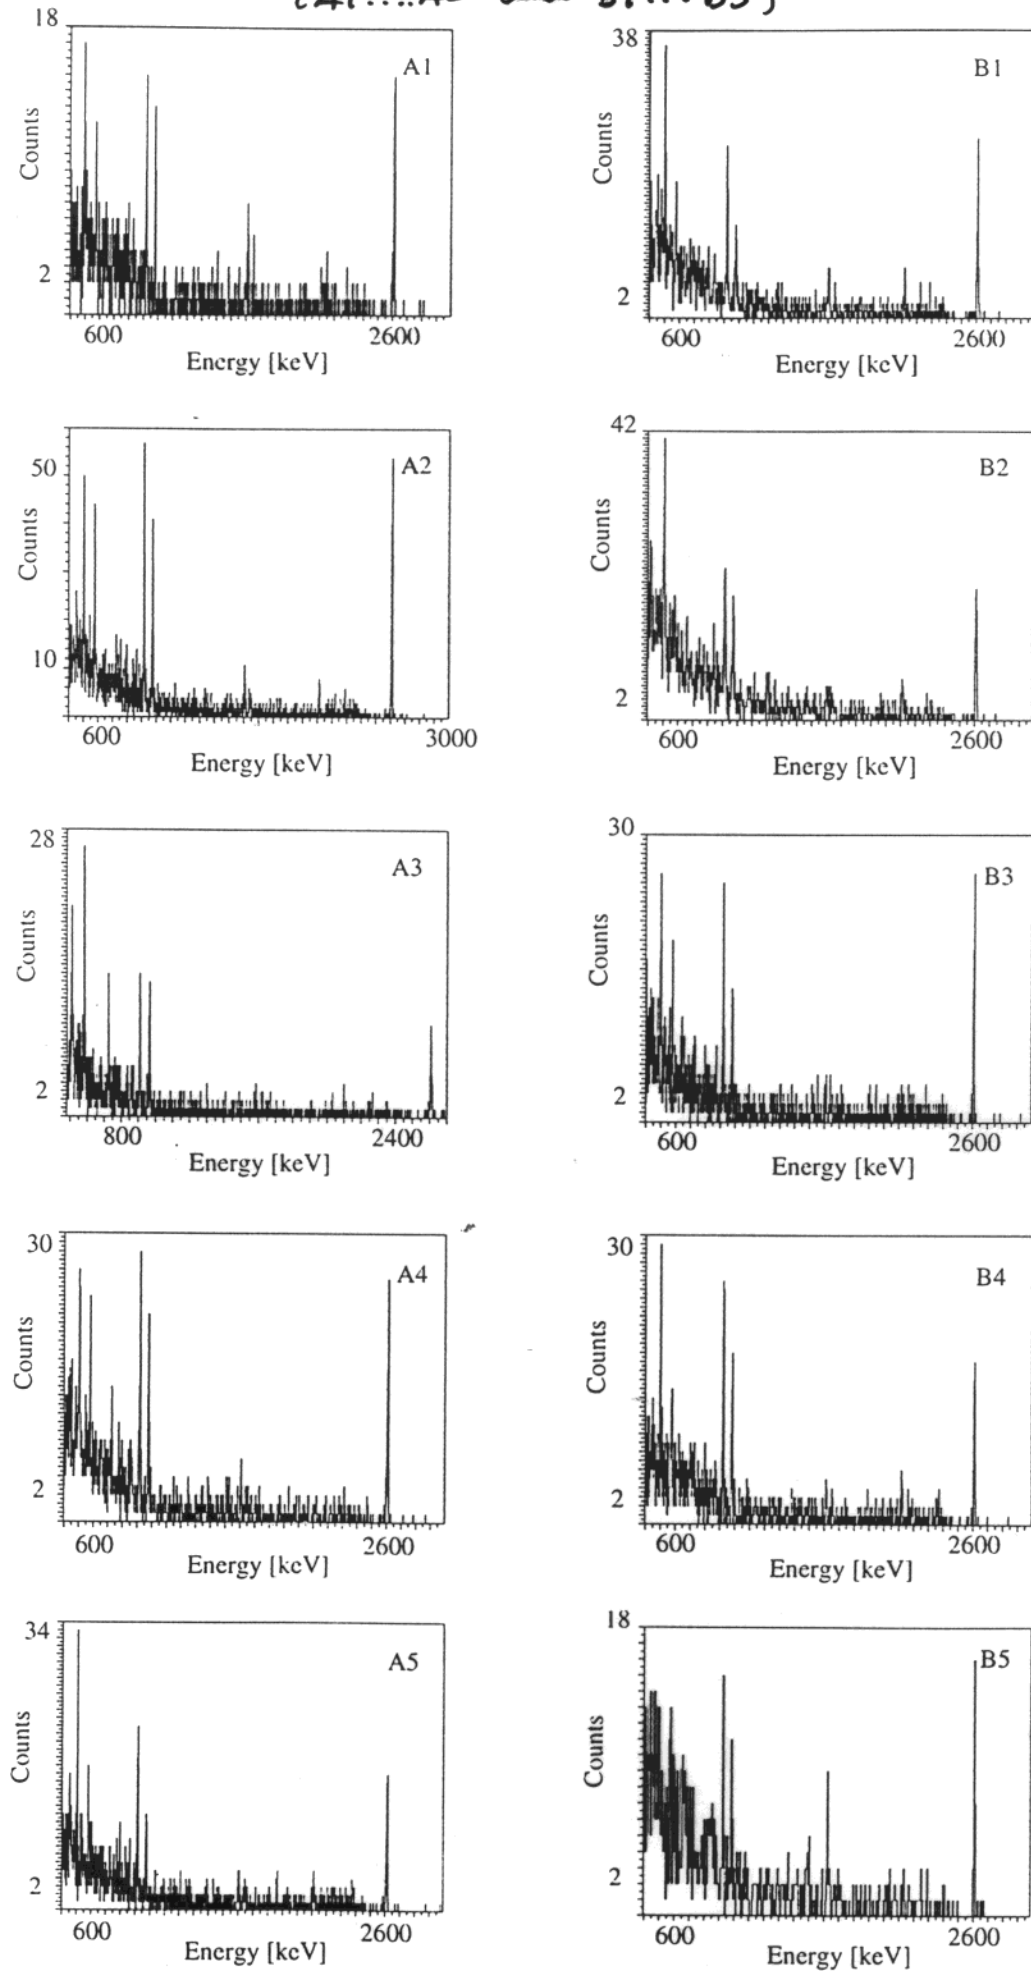 18
A1
Counts
2
600
2600
Energy [keV]
38
B1
Counts
2
600
2600
Energy [keV]
50
A2
Counts
10
600
3000
Energy [keV]
42
B2
Counts
2
600
2600
Energy [keV]
28
A3
Counts
2
800
2400
Energy [keV]
30
B3
Counts
2
600
2600
Energy [keV]
30
A4
Counts
2
600
2600
Energy [keV]
30
B4
Counts
2
600
2600
Energy [keV]
34
A5
Counts
2
600
2600
Energy [keV]
18
B5
Counts
2
600
2600
Energy [keV]